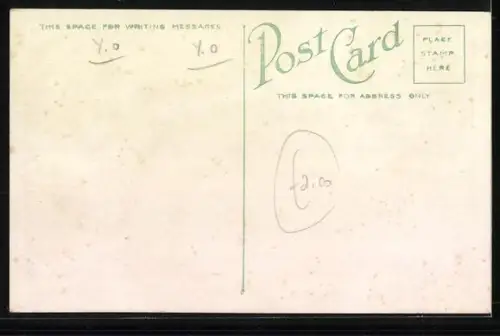 THIS SPACE FOR WRITING MESSAGES
Y.0 Y.0
Post Card
PLACE
STAMP
HERE
THIS SPACE FOR ADDRESS ONLY
£2.00